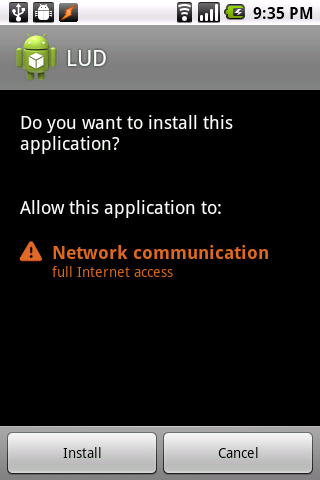 9:35 PM
LUD
Do you want to install this
application?
Allow this application to:
Network communication
full Internet access
Install
Cancel